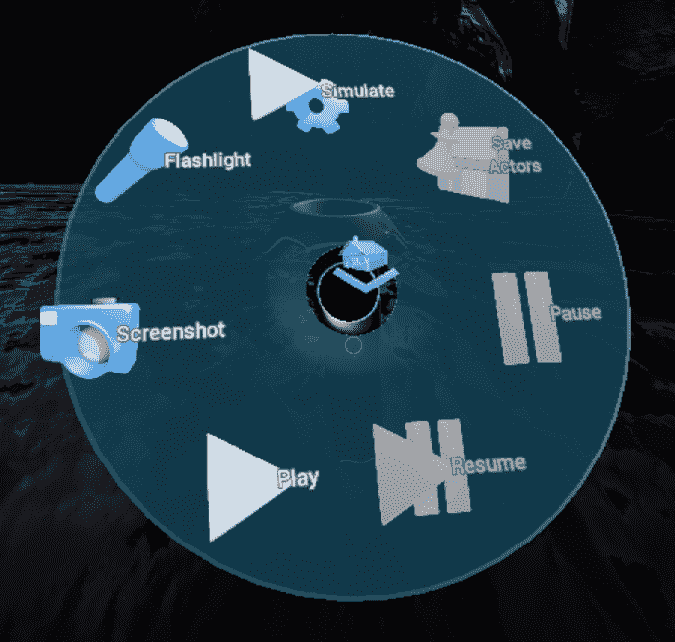 Simulate
Save
Actors
Flashlight
Pause
Screenshot
Resume
Play